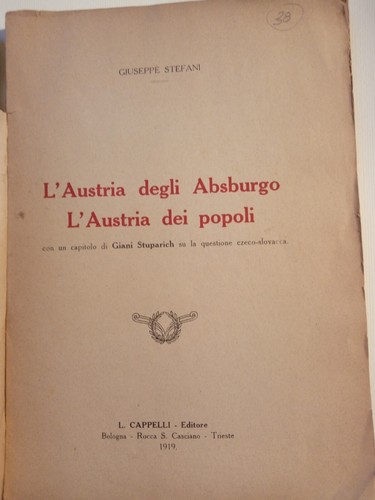 38.
GIUSEPPE STEFANI
L'Austria degli Absburgo
L'Austria dei popoli
con un capitolo di Giani Stuparich su la questione czeco-slovacca.
L. CAPPELLI - Editore
Bologna - Rocca S. Casciano - Trieste
1919.